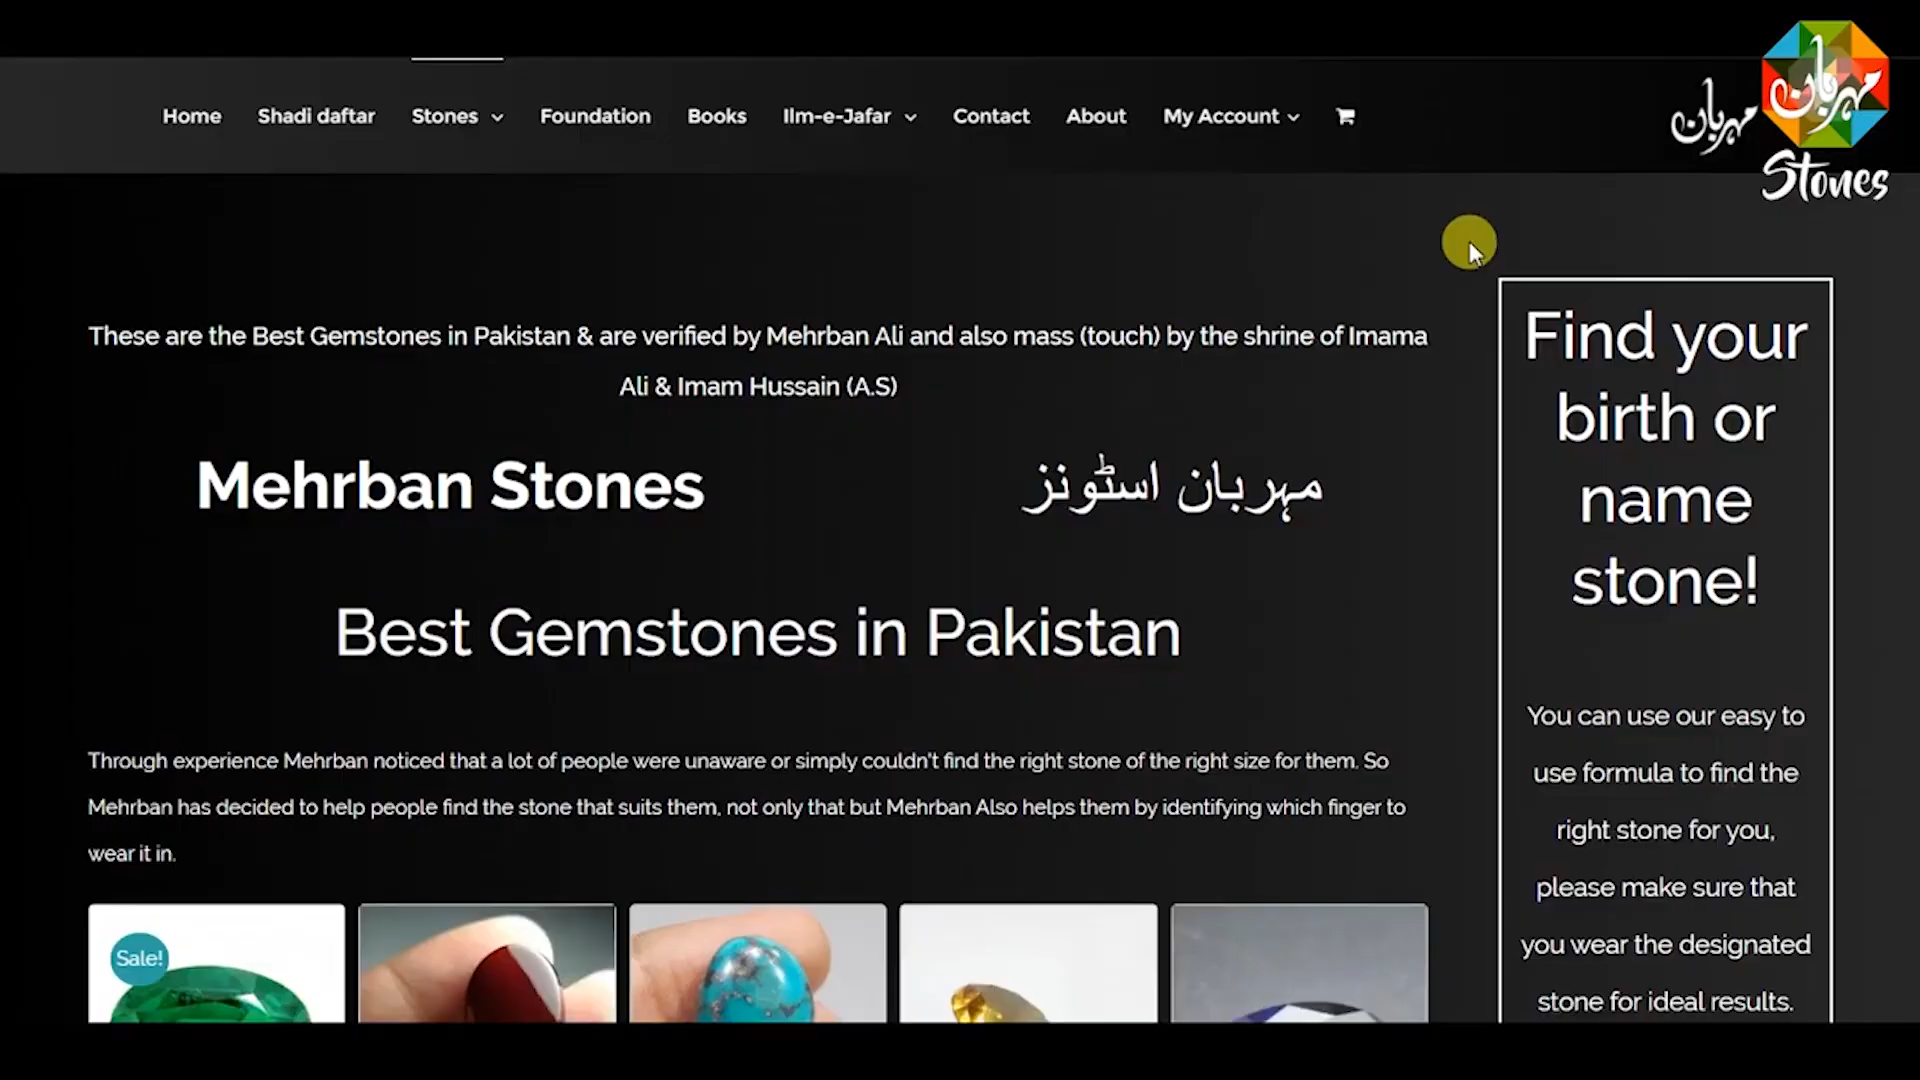 Home Shadi daftar Stones Foundation Books Ilm-e-Jafar Contact About My Account
مہربان
مہربان
Stones
These are the Best Gemstones in Pakistan & are verified by Mehrban Ali and also mass (touch) by the shrine of Imama
Ali & Imam Hussain (A.S)
Mehrban Stones
مہربان اسٹونز
Best Gemstones in Pakistan
Through experience Mehrban noticed that a lot of people were unaware or simply couldn't find the right stone of the right size for them. So
Mehrban has decided to help people find the stone that suits them, not only that but Mehrban Also helps them by identifying which finger to
wear it in.
Sale!
Find your
birth or
name
stone!
You can use our easy to
use formula to find the
right stone for you,
please make sure that
you wear the designated
stone for ideal results.